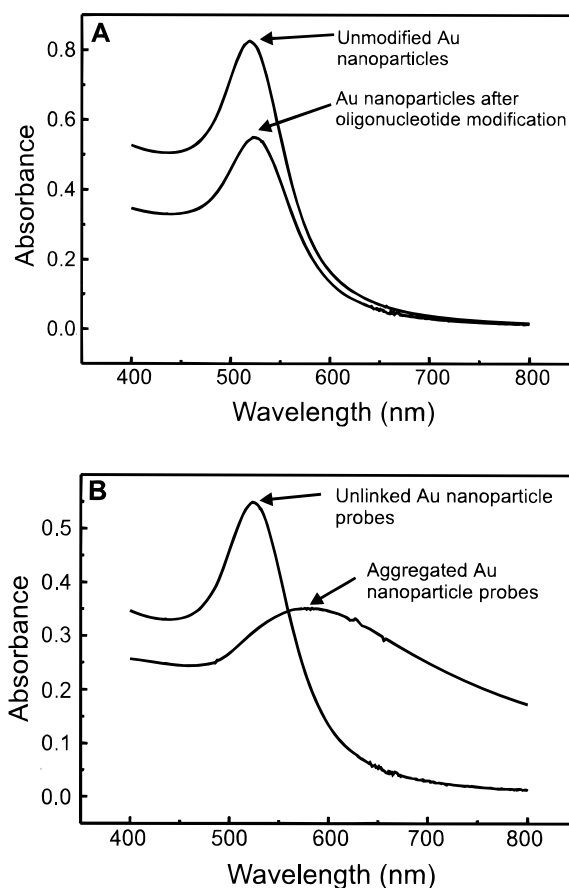 A
Unmodified Au
nanoparticles
Au nanoparticles after
oligonucleotide modification
0.8
0.6
0.4
0.2
0.0
Absorbance
400 500 600 700 800
Wavelength (nm)
B
Unlinked Au nanoparticle
probes
Aggregated Au
nanoparticle probes
0.5
0.4
0.3
0.2
0.1
0.0
Absorbance
400 500 600 700 800
Wavelength (nm)